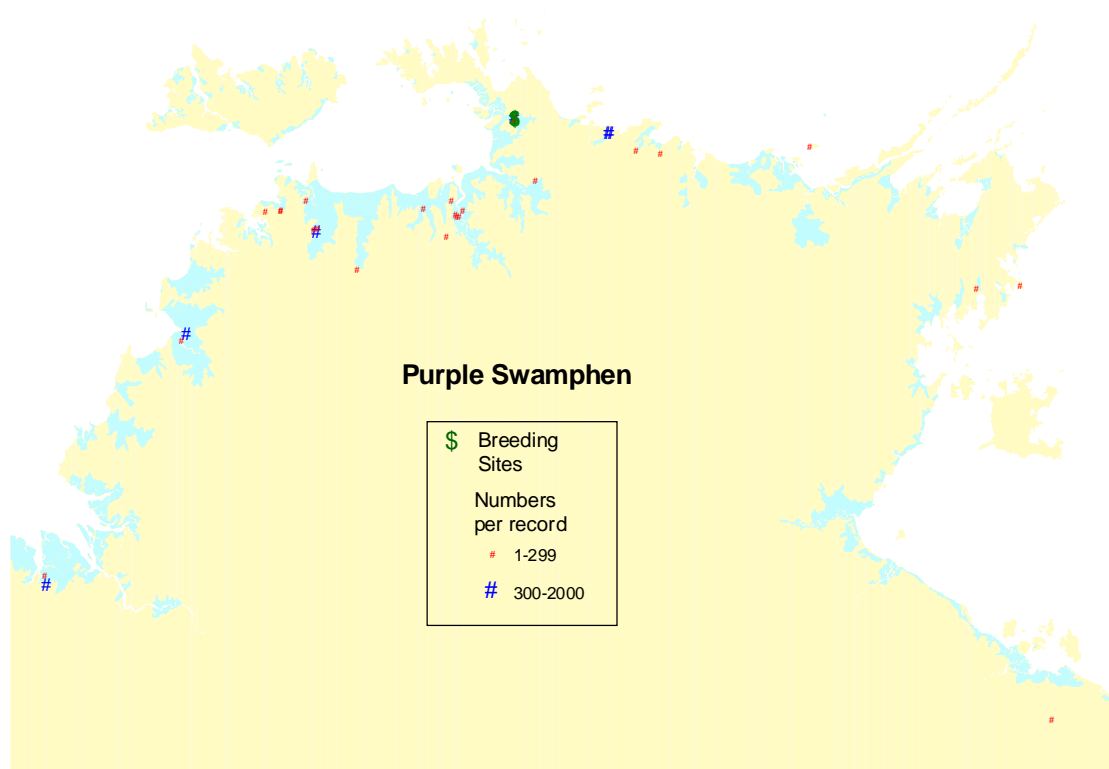 Purple Swamphen
$ Breeding
Sites
Numbers
per record
# 1-299
# 300-2000